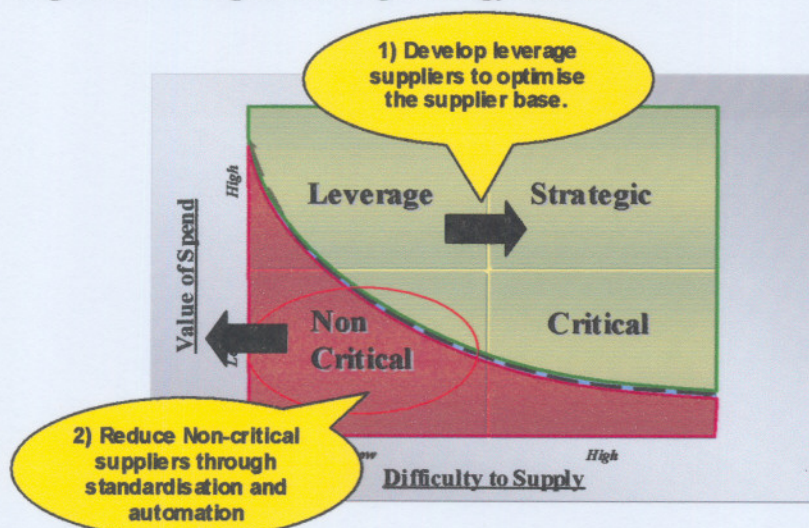 1) Develop leverage
suppliers to optimise
the supplier base.
High
Leverage
Strategic
Value of Spend
Non
Critical
Critical
2) Reduce Non-critical
suppliers through
standardisation and
automation
High
Difficulty to Supply